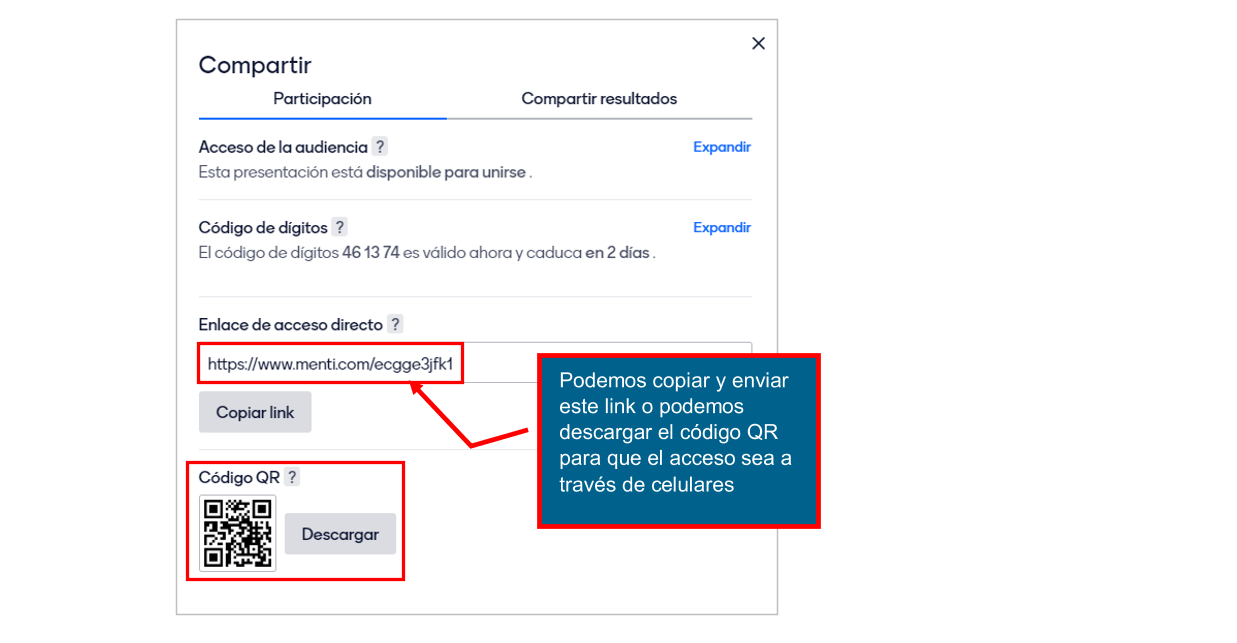 Compartir
Participación
Compartir resultados
Acceso de la audiencia ?
Expandir
Esta presentación está disponible para unirse .
Código de dígitos ?
Expandir
El código de dígitos 46 13 74 es válido ahora y caduca en 2 días .
Enlace de acceso directo ?
https://www.menti.com/ecgge3jfk1
Copiar link
Podemos copiar y enviar
este link o podemos
descargar el código QR
para que el acceso sea a
través de celulares
Código QR ?
Descargar